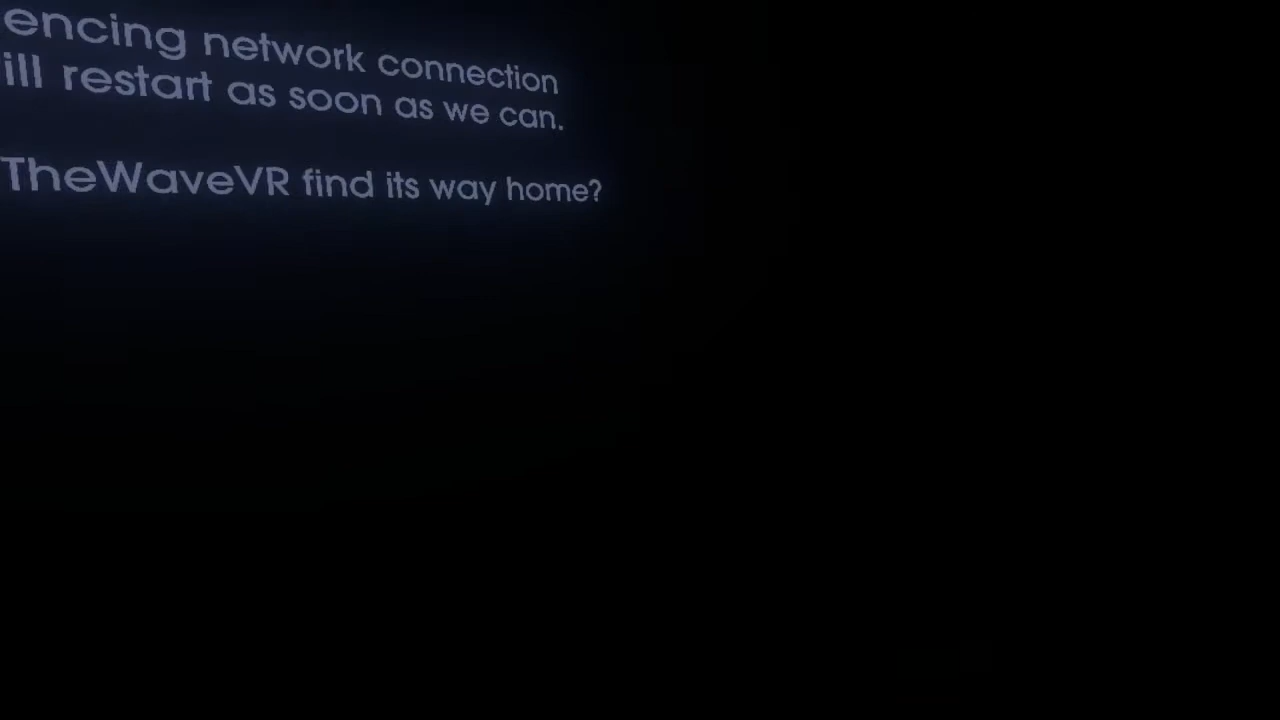 encing network connection
ill restart as soon as we can.
TheWaveVR find its way home?